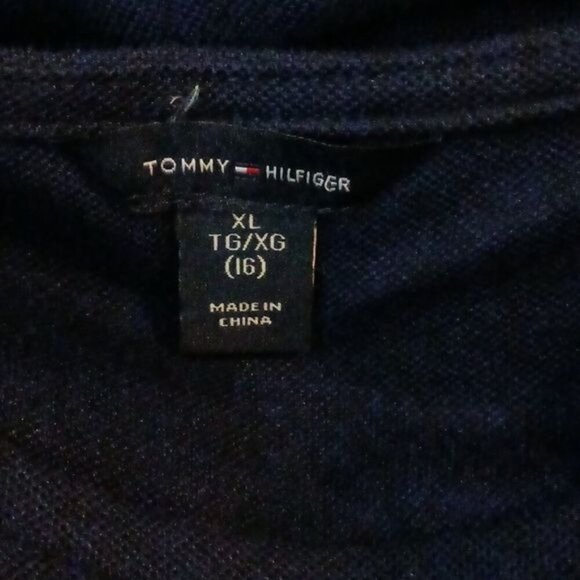 TOMMY HILFIGER
XL
TG/XG
(16)
MADE IN
CHINA